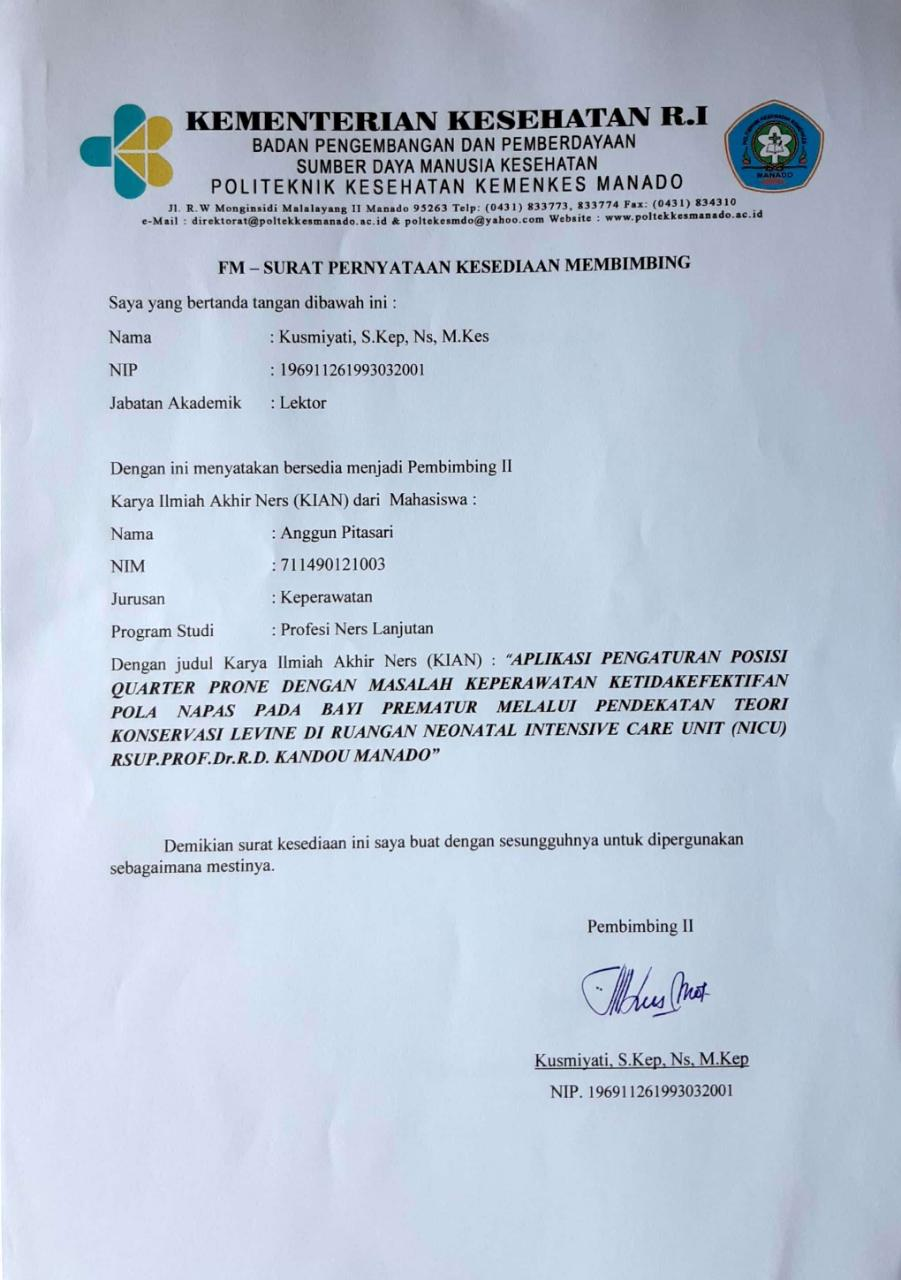 KEMENTERIAN KESEHATAN R.I
BADAN PENGEMBANGAN DAN PEMBERDAYAAN
SUMBER DAYA MANUSIA KESEHATAN
POLITEKNIK KESEHATAN KEMENKES MANADO
Jl. R.W Monginsidi Malalayang II Manado 95263 Telp: (0431) 833773, 833774 Fax: (0431) 834310
e-Mail : direktorat@poltekkesmanado.ac.id & poltekesmdo@yahoo.com Website : www.poltekkesmanado.ac.id
MANADO
FM – SURAT PERNYATAAN KESEDIAAN MEMBIMBING
Saya yang bertanda tangan dibawah ini :
Nama : Kusmiyati, S.Kep, Ns, M.Kes
NIP : 196911261993032001
Jabatan Akademik : Lektor
Dengan ini menyatakan bersedia menjadi Pembimbing II
Karya Ilmiah Akhir Ners (KIAN) dari Mahasiswa :
Nama : Anggun Pitasari
NIM : 711490121003
Jurusan : Keperawatan
Program Studi : Profesi Ners Lanjutan
Dengan judul Karya Ilmiah Akhir Ners (KIAN) : “APLIKASI PENGATURAN POSISI
QUARTER PRONE DENGAN MASALAH KEPERAWATAN KETIDAKEFEKTIFAN
POLA NAPAS PADA BAYI PREMATUR MELALUI PENDEKATAN TEORI
KONSERVASI LEVINE DI RUANGAN NEONATAL INTENSIVE CARE UNIT (NICU)
RSUP.PROF.Dr.R.D. KANDOU MANADO”
Demikian surat kesediaan ini saya buat dengan sesungguhnya untuk dipergunakan
sebagaimana mestinya.
Pembimbing II
Kusmiyati, S.Kep, Ns, M.Kep
NIP. 196911261993032001